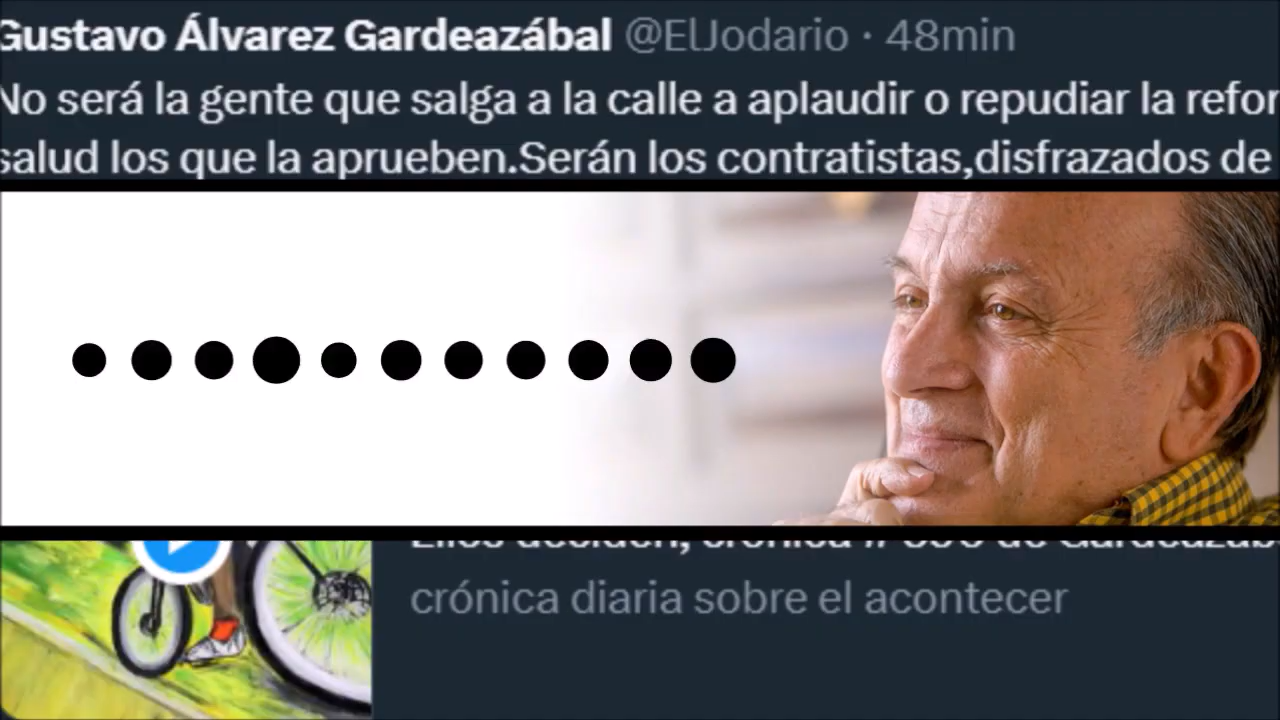 Gustavo Álvarez Gardeazábal @ElJodario · 48min
No será la gente que salga a la calle a aplaudir o repudiar la refor
salud los que la aprueben.Serán los contratistas,disfrazados de
crónica diaria sobre el acontecer